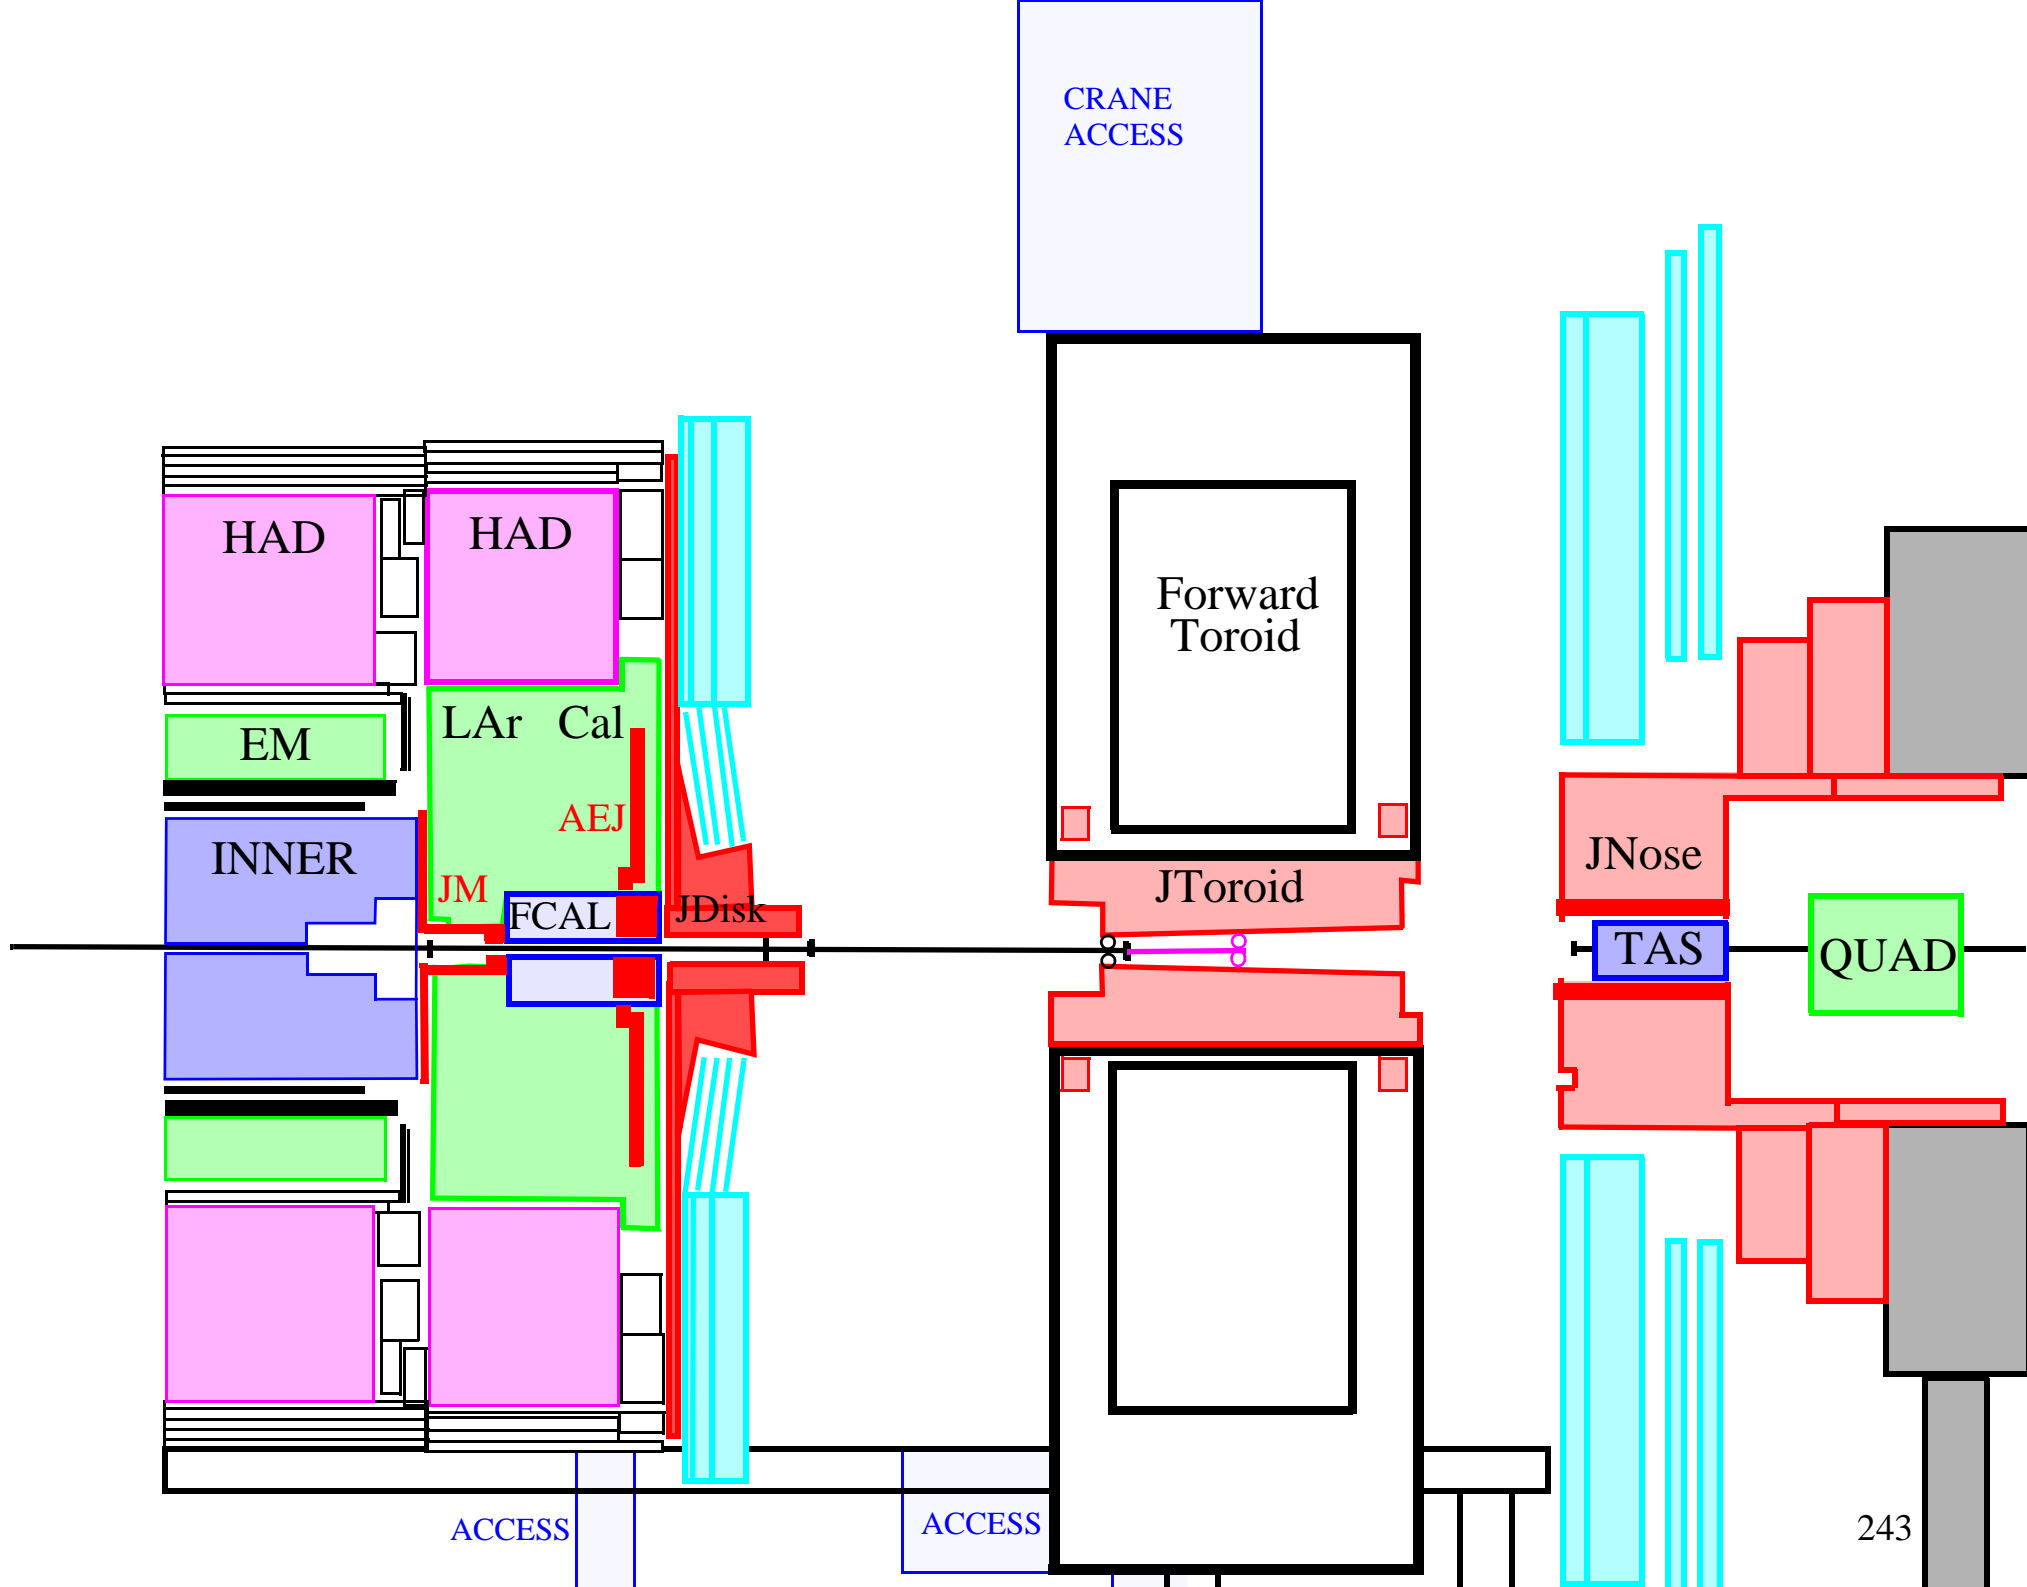 CRANE
ACCESS
HAD
HAD
Forward
Toroid
LAr Cal
EM
AEJ
INNER
JNose
JM
JToroid
FCAL
JDisk
TAS
QUAD
ACCESS
ACCESS
243